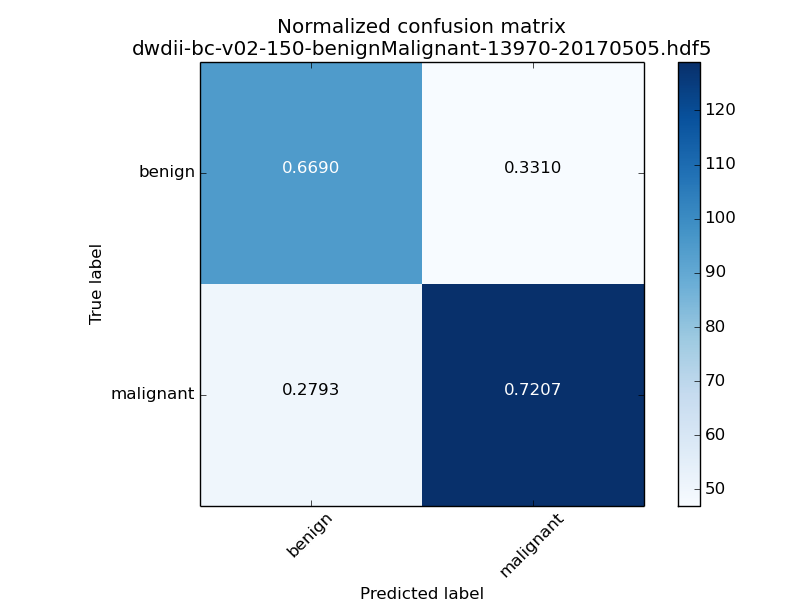 Normalized confusion matrix
dwdii-bc-v02-150-benignMalignant-13970-20170505.hdf5
benign
0.6690
0.3310
malignant
0.2793
0.7207
True label
benign
malignant
Predicted label
120
110
100
90
80
70
60
50